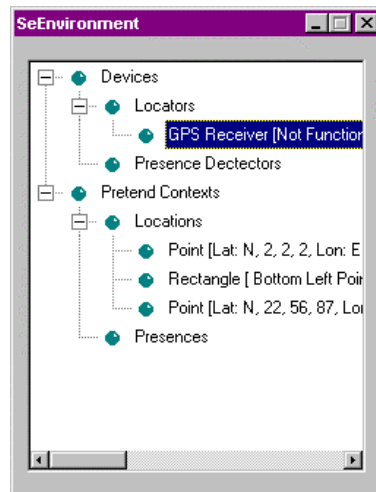 SeEnvironment
Devices
Locators
GPS Receiver [Not Function
Presence Dectectors
Pretend Contexts
Locations
Point [Lat: N, 2, 2, 2, Lon: E
Rectangle [ Bottom Left Poin
Point [Lat: N, 22, 56, 87, Lo
Presences